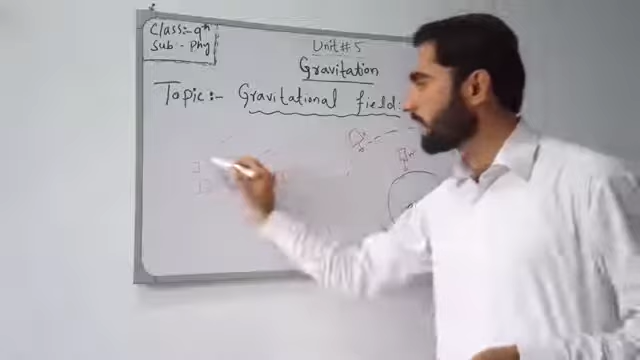 Class:- 9th
Sub:- Phy
Unit # 5
Gravitation
Topic:- Gravitational field: